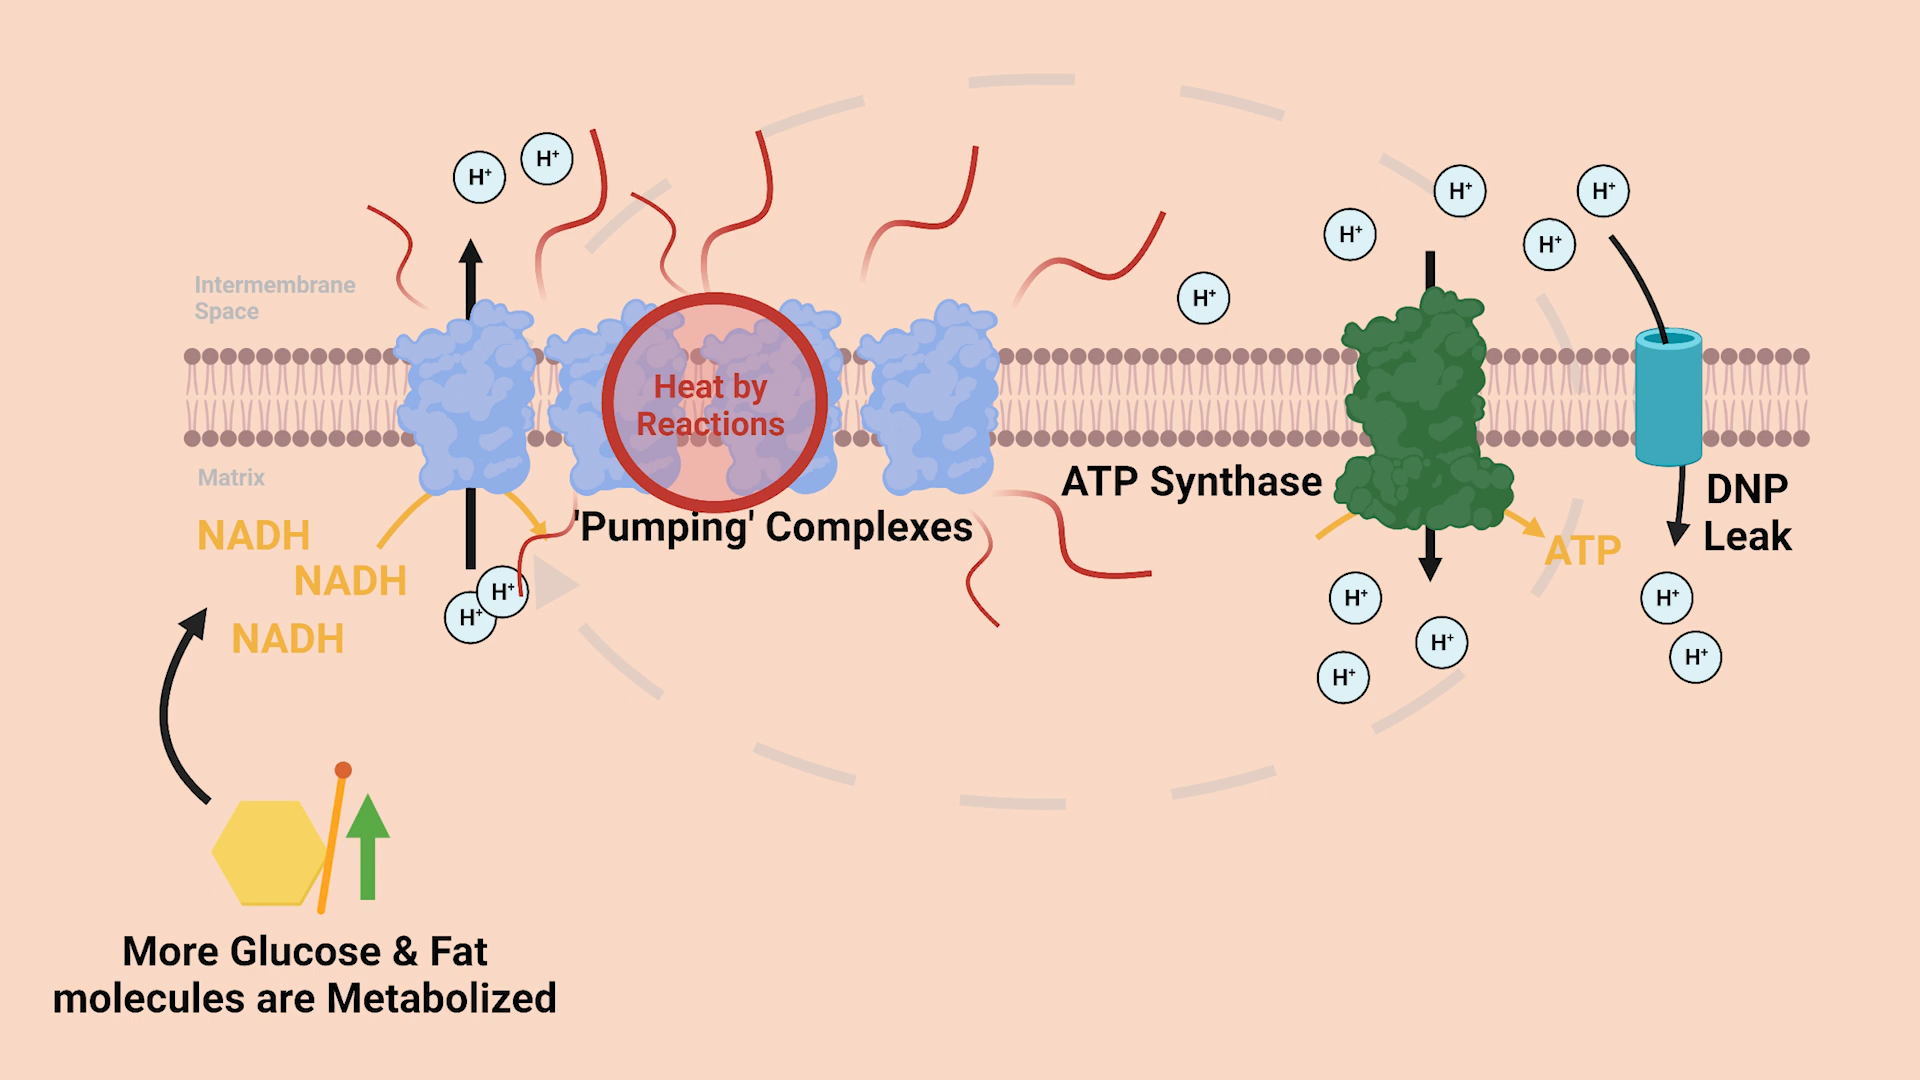 H⁺
H⁺
H⁺
H⁺
H⁺
H⁺
Intermembrane
Space
H⁺
Heat by
Reactions
Matrix
ATP Synthase
DNP
Leak
NADH
'Pumping' Complexes
ATP
NADH
H⁺
H⁺
H⁺
H⁺
NADH
H⁺
H⁺
H⁺
More Glucose & Fat
molecules are Metabolized